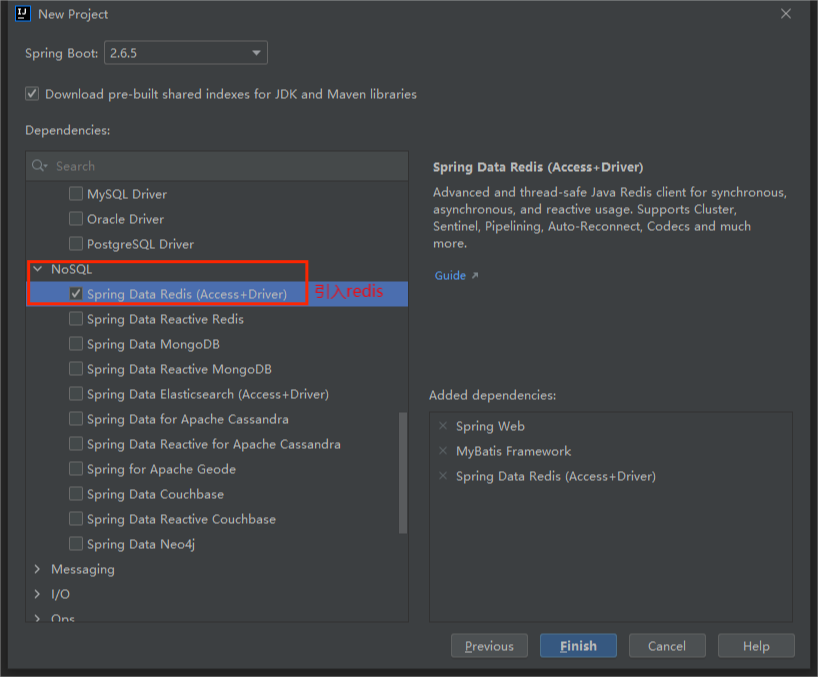 New Project
Spring Boot: 2.6.5
Download pre-built shared indexes for JDK and Maven libraries
Dependencies:
Search
MySQL Driver
Oracle Driver
PostgreSQL Driver
NoSQL
Spring Data Redis (Access+Driver) 引入redis
Spring Data Reactive Redis
Spring Data MongoDB
Spring Data Reactive MongoDB
Spring Data Elasticsearch (Access+Driver)
Spring Data for Apache Cassandra
Spring Data Reactive for Apache Cassandra
Spring for Apache Geode
Spring Data Couchbase
Spring Data Reactive Couchbase
Spring Data Neo4j
Messaging
I/O
Ops
Spring Data Redis (Access+Driver)
Advanced and thread-safe Java Redis client for synchronous,
asynchronous, and reactive usage. Supports Cluster,
Sentinel, Pipelining, Auto-Reconnect, Codecs and much
more.
Guide
Added dependencies:
Spring Web
MyBatis Framework
Spring Data Redis (Access+Driver)
Previous Finish Cancel Help